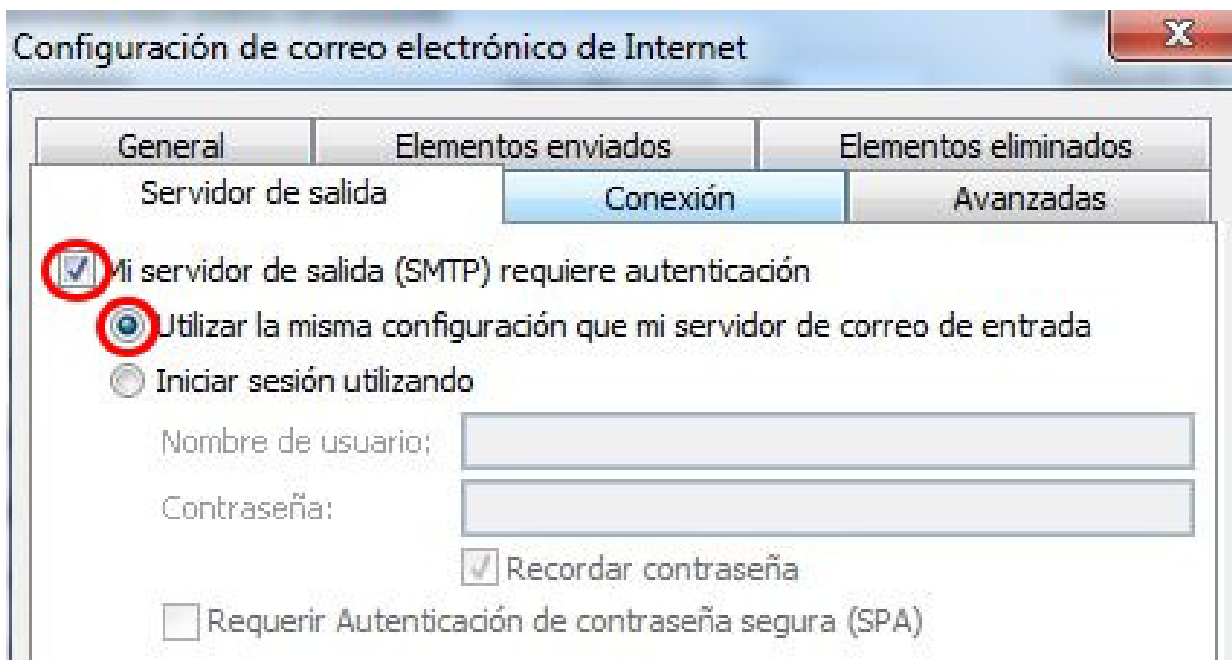 Configuración de correo electrónico de Internet
General
Elementos enviados
Elementos eliminados
Servidor de salida
Conexión
Avanzadas
Mi servidor de salida (SMTP) requiere autenticación
Utilizar la misma configuración que mi servidor de correo de entrada
Iniciar sesión utilizando
Nombre de usuario:
Contraseña:
Recordar contraseña
Requerir Autenticación de contraseña segura (SPA)